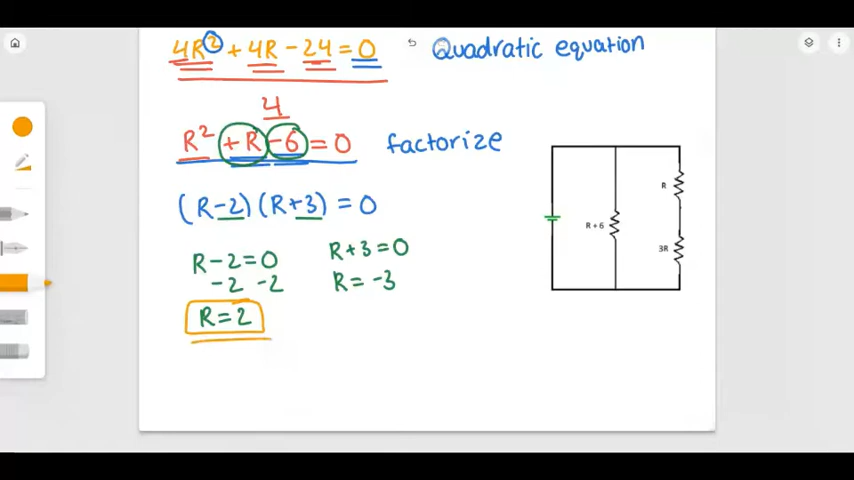 4R² + 4R - 24 = 0 Quadratic equation
4
R² + R - 6 = 0 factorize
(R-2)(R+3) = 0
R-2=0 R+3=0
-2 -2 R= -3
R=2
R
R+6
3R